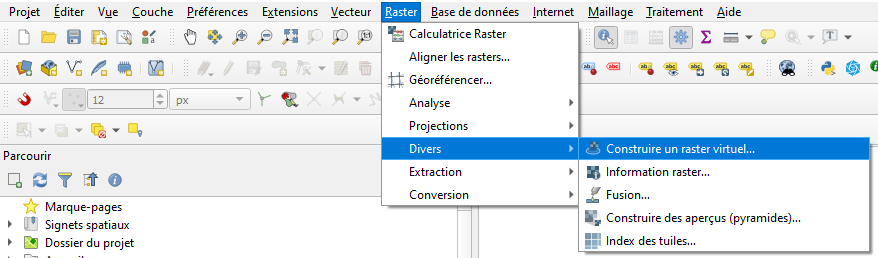 Projet Éditer Vue Couche Préférences Extensions Vecteur Raster Base de données Internet Maillage Traitement Aide
Calculatrice Raster
Aligner les rasters...
Géoréférencer...
12 px
Analyse
Projections
Divers
Construire un raster virtuel...
Parcourir
Extraction
Information raster...
Conversion
Fusion...
Marque-pages
Construire des aperçus (pyramides)...
Signets spatiaux
Dossier du projet
Index des tuiles...